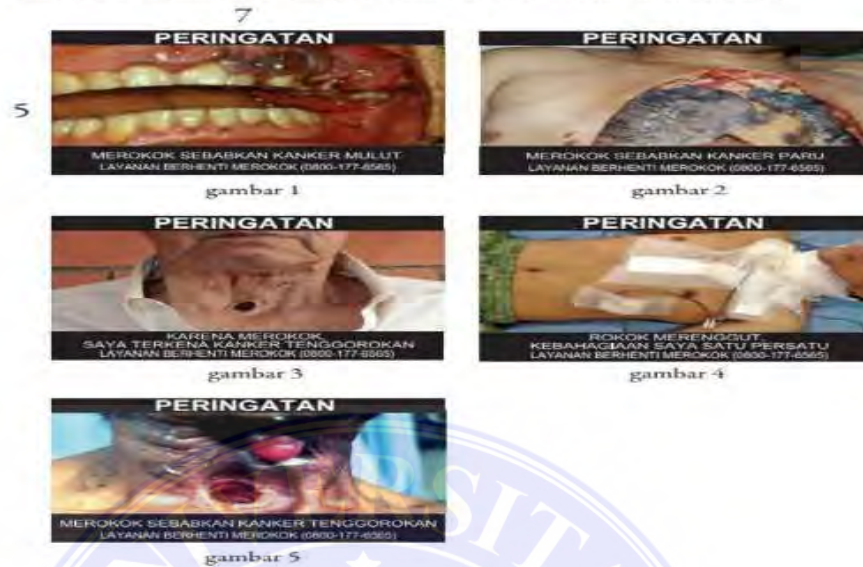 7
5
PERINGATAN
MEROKOK SEBABKAN KANKER MULUT
LAYANAN BERHENTI MEROKOK (0800-177-6565)
gambar 1
PERINGATAN
MEROKOK SEBABKAN KANKER PARU
LAYANAN BERHENTI MEROKOK (0800-177-6565)
gambar 2
PERINGATAN
KARENA MEROKOK,
SAYA TERKENA KANKER TENGGOROKAN
LAYANAN BERHENTI MEROKOK (0800-177-6565)
gambar 3
PERINGATAN
ROKOK MERENGGUT
KEBAHAGIAAN SAYA SATU PERSATU
LAYANAN BERHENTI MEROKOK (0800-177-6565)
gambar 4
PERINGATAN
MEROKOK SEBABKAN KANKER TENGGOROKAN
LAYANAN BERHENTI MEROKOK (0800-177-6565)
gambar 5